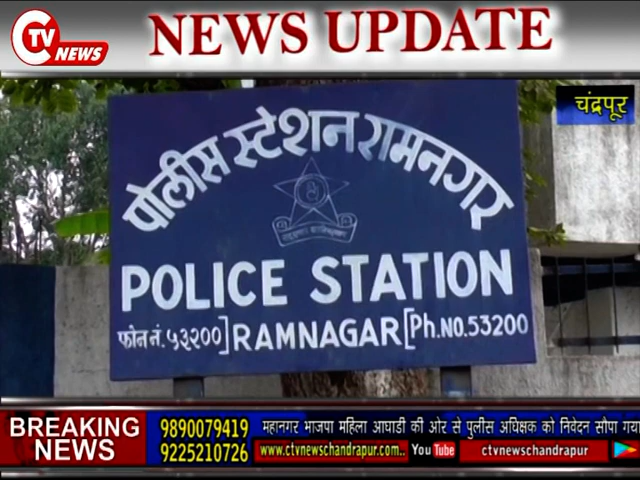 C TV NEWS
NEWS UPDATE
चंद्रपूर
पोलीस स्टेशन रामनगर
POLICE STATION
फोन नं. ५३२००] RAMNAGAR [Ph.NO.53200
BREAKING NEWS
9890079419
9225210726
महानगर भाजपा महिला आघाडीं की ओर से पुलीस अधिक्षक को निवेदन सौपा गया
www.ctvnewschandrapur.com.. YouTube ctvnewschandrapur